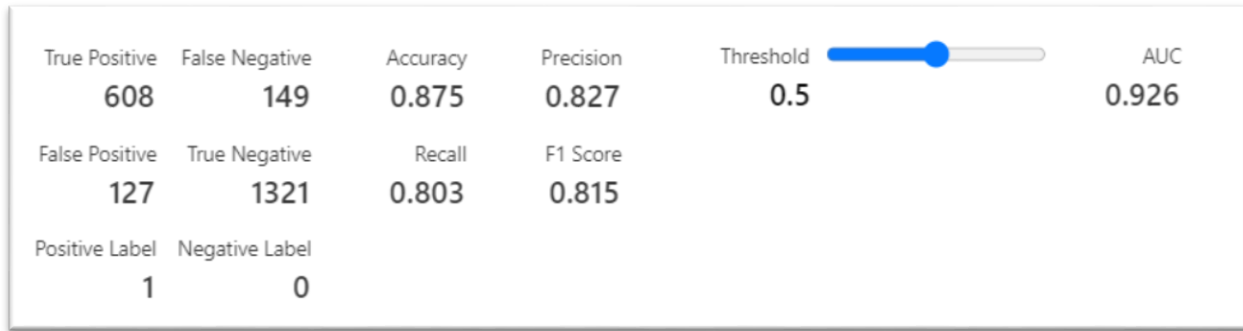 True Positive False Negative Accuracy Precision Threshold AUC
608 149 0.875 0.827 0.5 0.926
False Positive True Negative Recall F1 Score
127 1321 0.803 0.815
Positive Label Negative Label
1 0